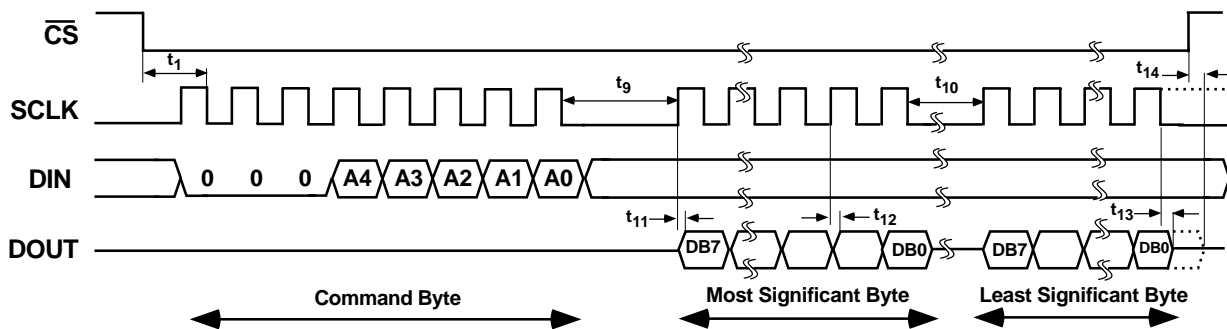 CS
t1
t14
t9
t10
SCLK
DIN
0 0 0 A4 A3 A2 A1 A0
t11
t12
t13
DOUT
DB7
DB0
DB7
DB0
Command Byte
Most Significant Byte
Least Significant Byte